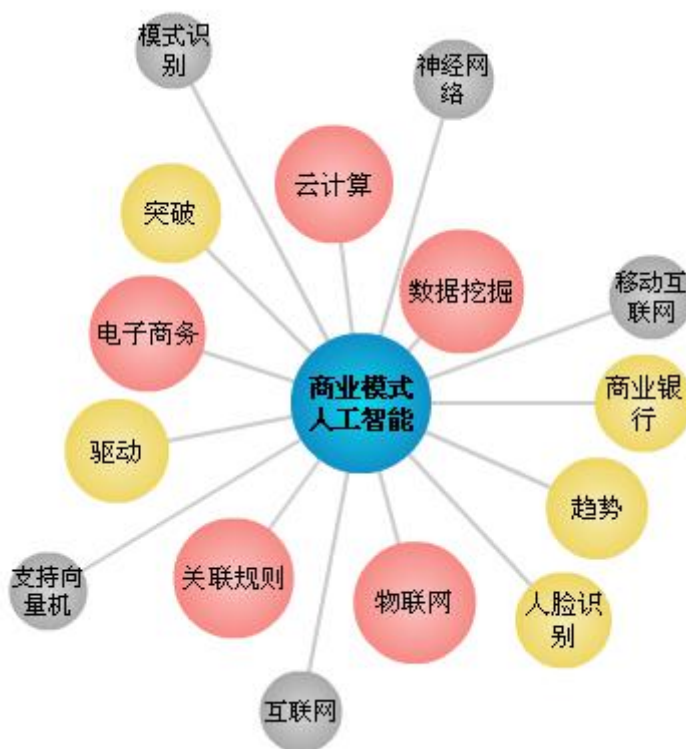 模式识
别
神经网
络
云计算
突破
数据挖掘
移动互
联网
电子商务
商业模式
人工智能
商业银
行
驱动
趋势
支持向
量机
关联规则
物联网
人脸识
别
互联网